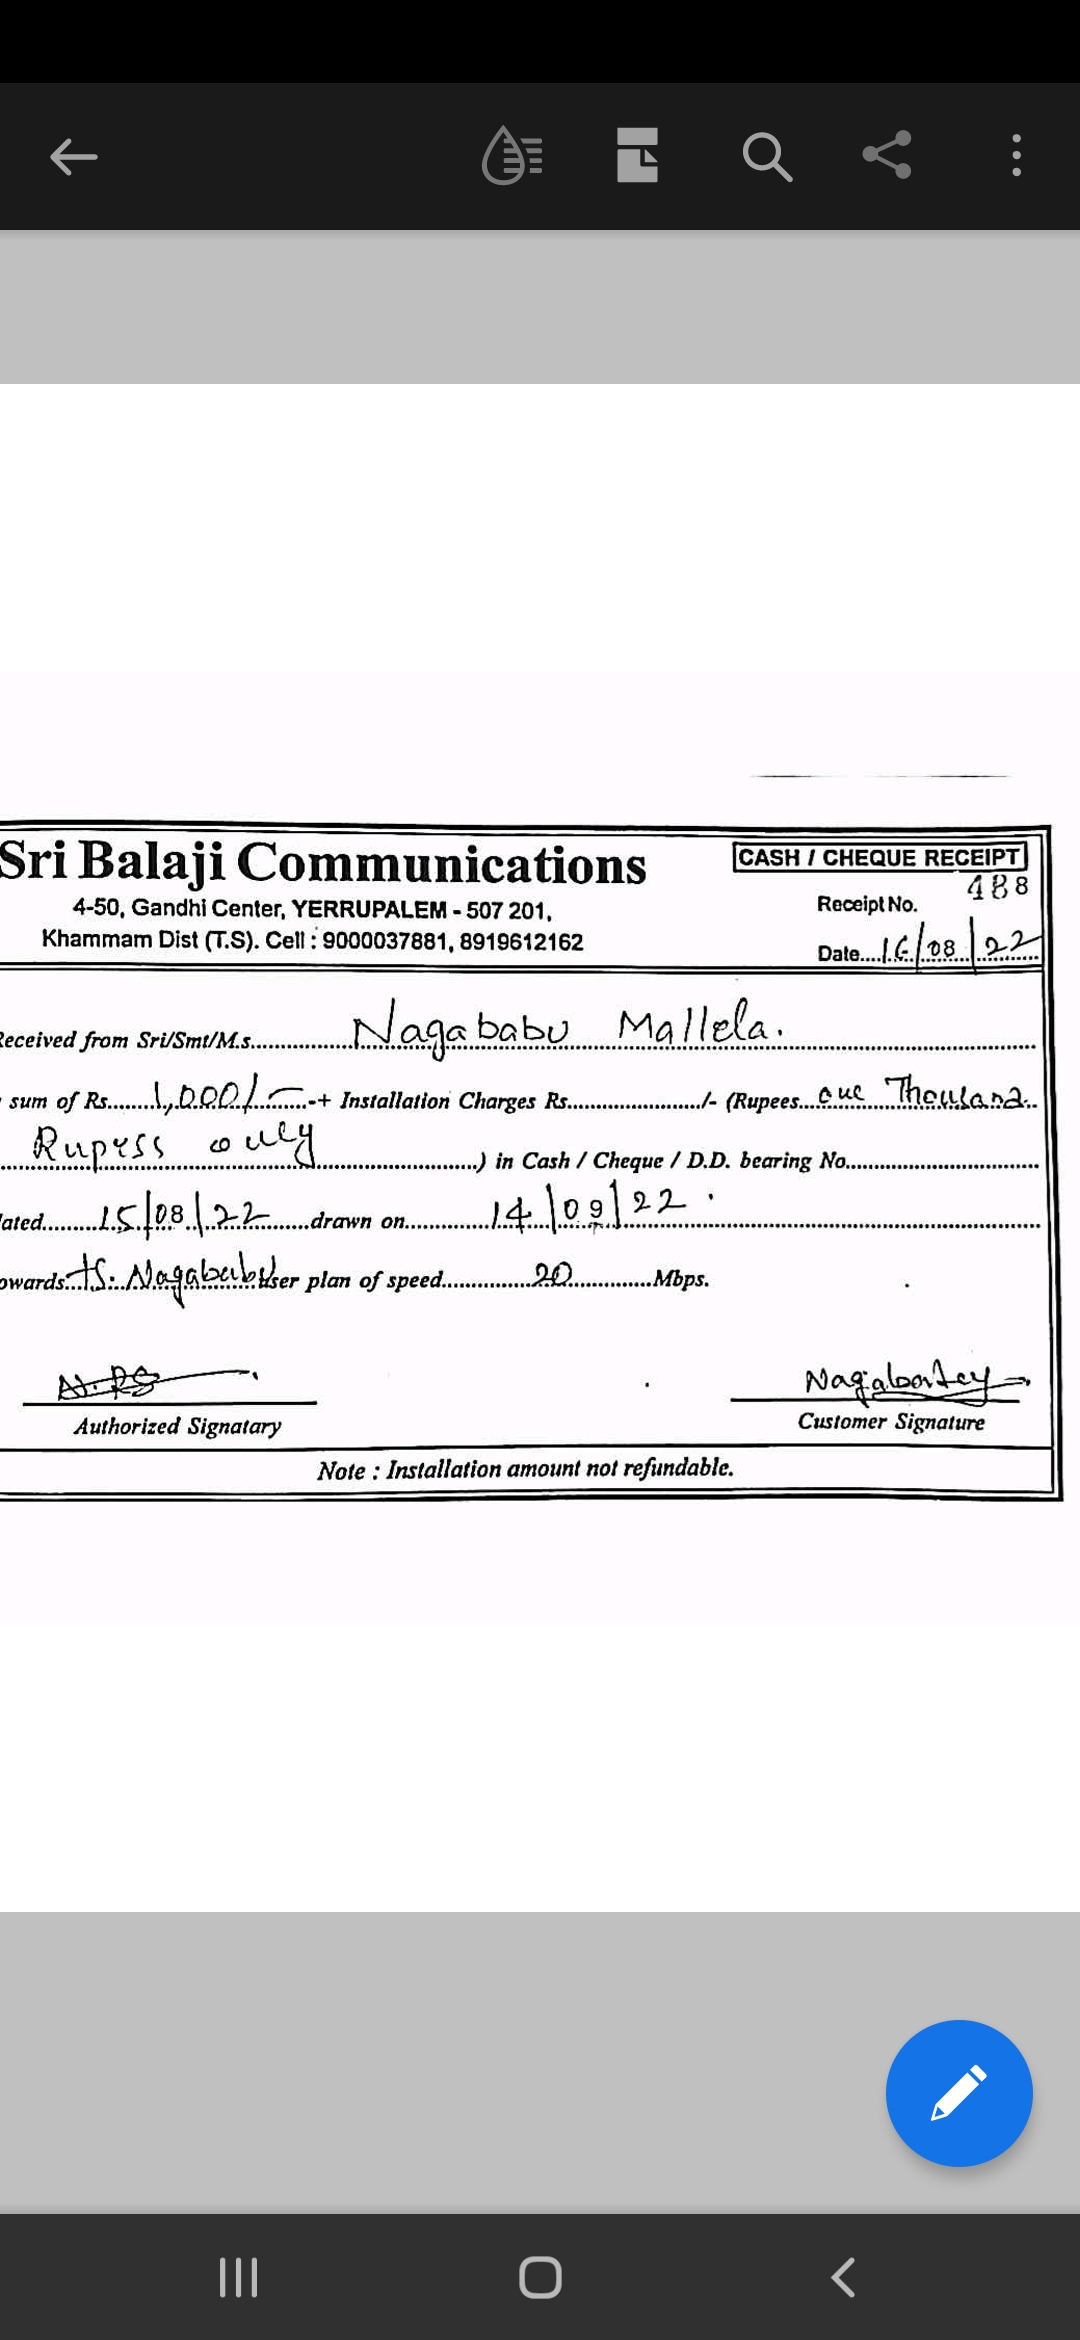 Sri Balaji Communications
4-50, Gandhi Center, YERRUPALEM - 507 201,
Khammam Dist (T.S). Cell : 9000037881, 8919612162
CASH / CHEQUE RECEIPT
Receipt No. 488
Date....16/08/22
Received from Sri/Smt/M.s. Nagababu Mallela.
sum of Rs. 1,000/- -+ Installation Charges Rs. /- (Rupees one Thousand
Rupess only ) in Cash / Cheque / D.D. bearing No.
ated 15/08/22 drawn on 14/09/22
owards ts. Nagababu user plan of speed 20 Mbps.
Authorized Signatary
Customer Signature
Note : Installation amount not refundable.